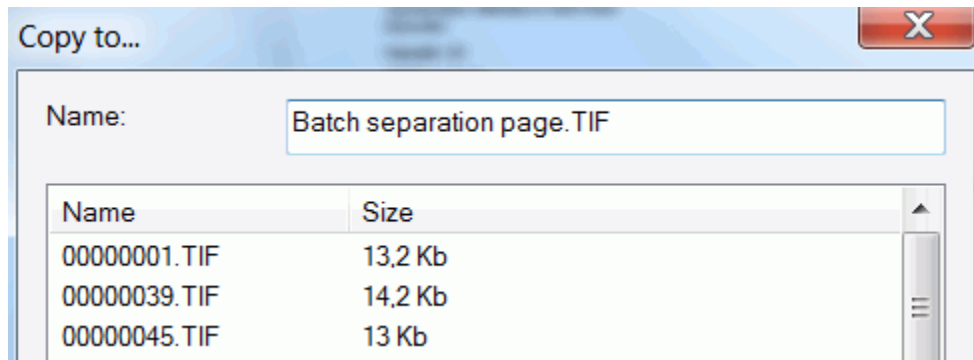 Copy to...
Name: Batch separation page.TIF
Name Size
00000001.TIF 13,2 Kb
00000039.TIF 14,2 Kb
00000045.TIF 13 Kb